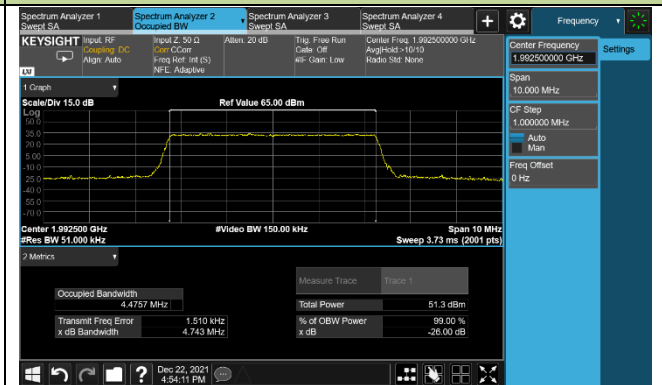 Spectrum Analyzer 1
Swept SA
Spectrum Analyzer 2
Occupied BW
Spectrum Analyzer 3
Swept SA
Spectrum Analyzer 4
Swept SA
+
Frequency
KEYSIGHT
Input: RF
Coupling: DC
Align: Auto
Input Z: 50 Ω
Corr CCorr
Freq Ref: Int (S)
NFE: Adaptive
Atten: 20 dB
Trig: Free Run
Gate: Off
#IF Gain: Low
Center Freq: 1.992500000 GHz
Avg|Hold:>10/10
Radio Std: None
LXI
Center Frequency
1.992500000 GHz
Settings
Span
10.000 MHz
CF Step
1.000000 MHz
Auto
Man
Freq Offset
0 Hz
1 Graph
Scale/Div 15.0 dB
Ref Value 65.00 dBm
Log
50.0
35.0
20.0
5.00
-10.0
-25.0
-40.0
-55.0
-70.0
Center 1.992500 GHz
#Video BW 150.00 kHz
Span 10 MHz
#Res BW 51.000 kHz
Sweep 3.73 ms (2001 pts)
2 Metrics
Measure Trace
Trace 1
Occupied Bandwidth
4.4757 MHz
Total Power
51.3 dBm
Transmit Freq Error
1.510 kHz
% of OBW Power
99.00 %
x dB Bandwidth
4.743 MHz
x dB
-26.00 dB
?
Dec 22, 2021
4:54:11 PM